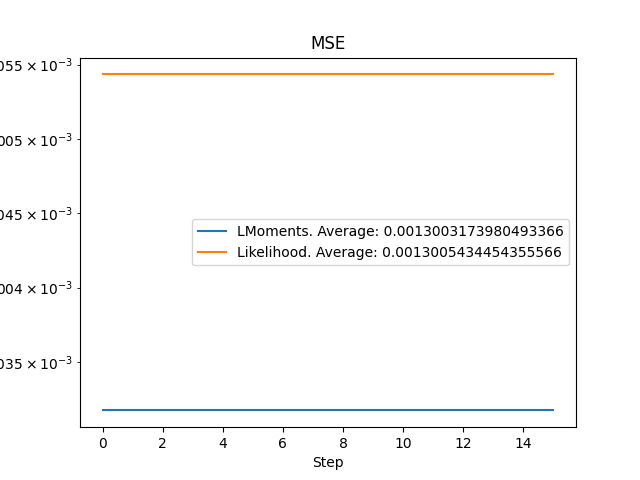 MSE
055 × 10⁻³
005 × 10⁻³
045 × 10⁻³
004 × 10⁻³
035 × 10⁻³
LMoments. Average: 0.0013003173980493366
Likelihood. Average: 0.0013005434454355566
0 2 4 6 8 10 12 14
Step